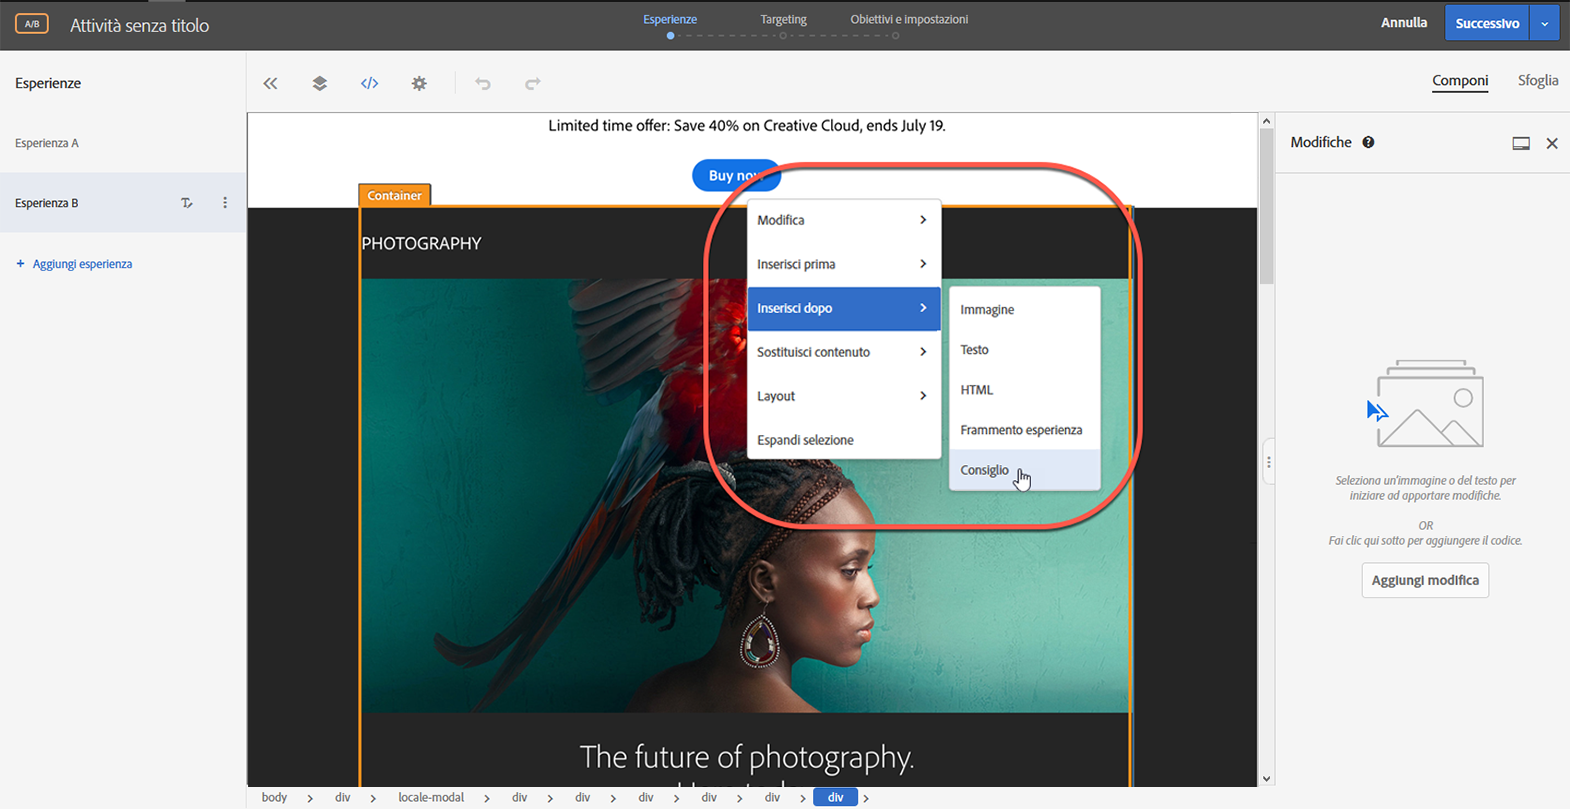 A/B
Attività senza titolo
Esperienze
Targeting
Obiettivi e impostazioni
Annulla
Successivo
Esperienze
Componi
Sfoglia
Esperienza A
Esperienza B
+ Aggiungi esperienza
Limited time offer: Save 40% on Creative Cloud, ends July 19.
Buy now
Container
PHOTOGRAPHY
Modifica
Inserisci prima
Inserisci dopo
Sostituisci contenuto
Layout
Espandi selezione
Immagine
Testo
HTML
Frammento esperienza
Consiglio
The future of photography.
Modifiche
Seleziona un'immagine o del testo per
iniziare ad apportare modifiche.
OR
Fai clic qui sotto per aggiungere il codice.
Aggiungi modifica
body > div > locale-modal > div > div > div > div > div > div >